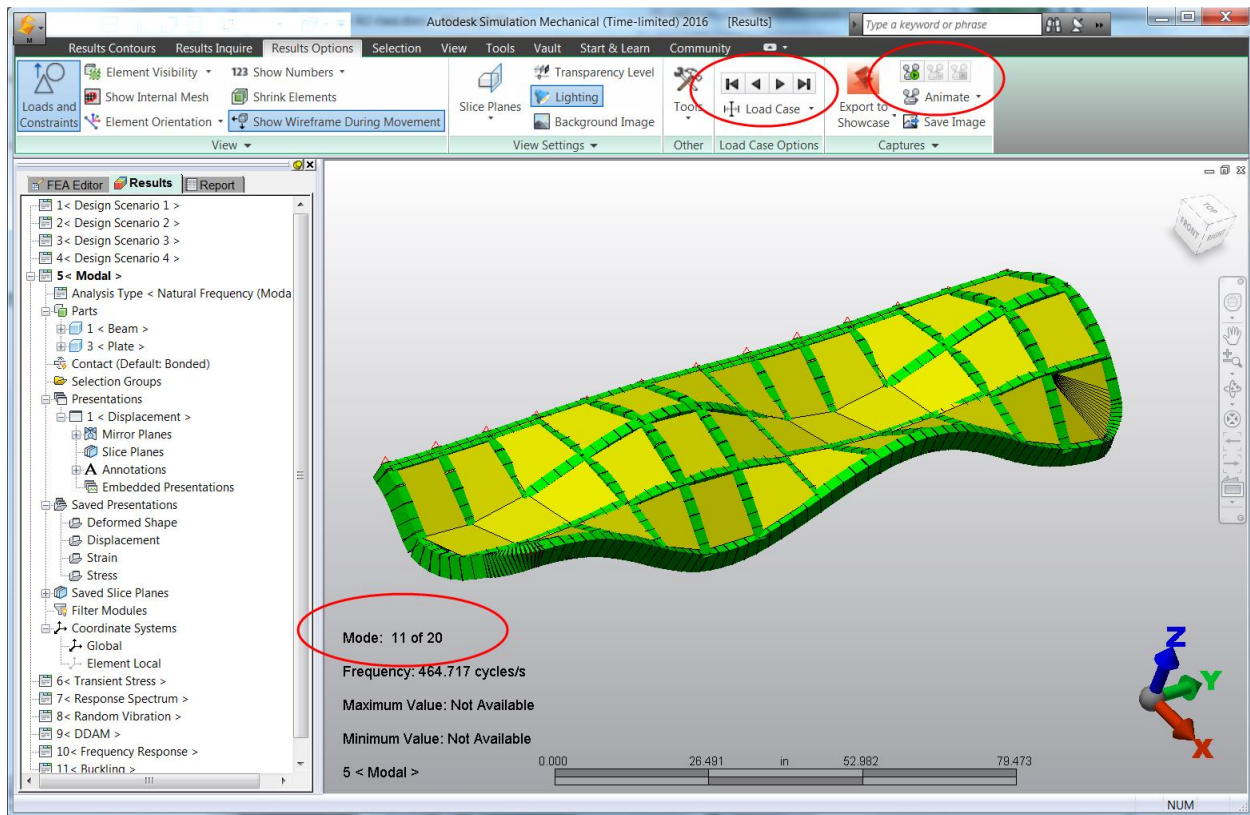 Autodesk Simulation Mechanical (Time-limited) 2016 [Results] Type a keyword or phrase
M
Results Contours Results Inquire Results Options Selection View Tools Vault Start & Learn Community
Loads and Constraints
Element Visibility 123 Show Numbers
Show Internal Mesh Shrink Elements
Element Orientation Show Wireframe During Movement
View
Slice Planes
Transparency Level
Lighting
Background Image
View Settings
Tools
Other
Load Case
Load Case Options
Export to Showcase
Animate
Save Image
Captures
FEA Editor Results Report
1< Design Scenario 1 >
2< Design Scenario 2 >
3< Design Scenario 3 >
4< Design Scenario 4 >
5< Modal >
Analysis Type < Natural Frequency (Moda
Parts
1 < Beam >
3 < Plate >
Contact (Default: Bonded)
Selection Groups
Presentations
1 < Displacement >
Mirror Planes
Slice Planes
A Annotations
Embedded Presentations
Saved Presentations
Deformed Shape
Displacement
Strain
Stress
Saved Slice Planes
Filter Modules
Coordinate Systems
Global
Element Local
6< Transient Stress >
7< Response Spectrum >
8< Random Vibration >
9< DDAM >
10< Frequency Response >
11< Buckling >
TOP
FRONT RIGHT
Mode: 11 of 20
Frequency: 464.717 cycles/s
Maximum Value: Not Available
Minimum Value: Not Available
5 < Modal >
0.000 26.491 in 52.982 79.473
Z
Y
X
NUM